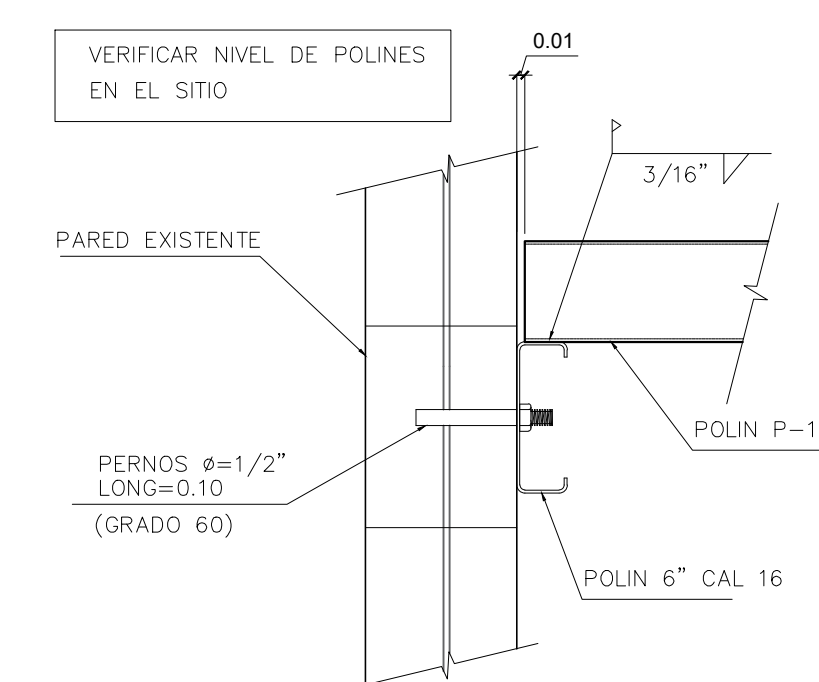 VERIFICAR NIVEL DE POLINES
EN EL SITIO
0.01
3/16"
PARED EXISTENTE
POLIN P-1
PERNOS ø=1/2"
LONG=0.10
(GRADO 60)
POLIN 6" CAL 16